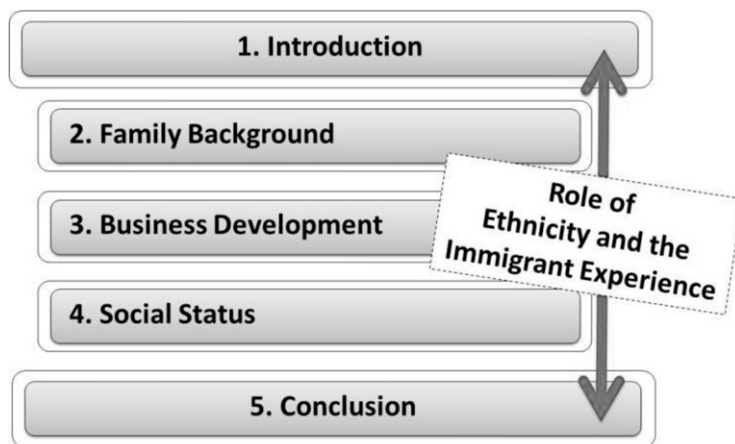 1. Introduction
2. Family Background
3. Business Development
4. Social Status
5. Conclusion
Role of
Ethnicity and the
Immigrant Experience